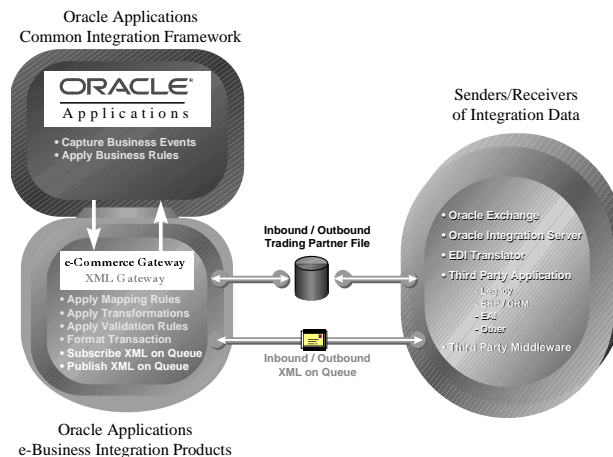 Oracle Applications
Common Integration Framework
ORACLE®
Applications
• Capture Business Events
• Apply Business Rules
Senders/Receivers
of Integration Data
• Oracle Exchange
• Oracle Integration Server
• EDI Translator
• Third Party Application
- Legacy
- ERP / CRM
- EAI
- Other
• Third Party Middleware
Inbound / Outbound
Trading Partner File
e-Commerce Gateway
XML Gateway
• Apply Mapping Rules
• Apply Transformations
• Apply Validation Rules
• Format Transaction
• Subscribe XML on Queue
• Publish XML on Queue
Inbound / Outbound
XML on Queue
Oracle Applications
e-Business Integration Products